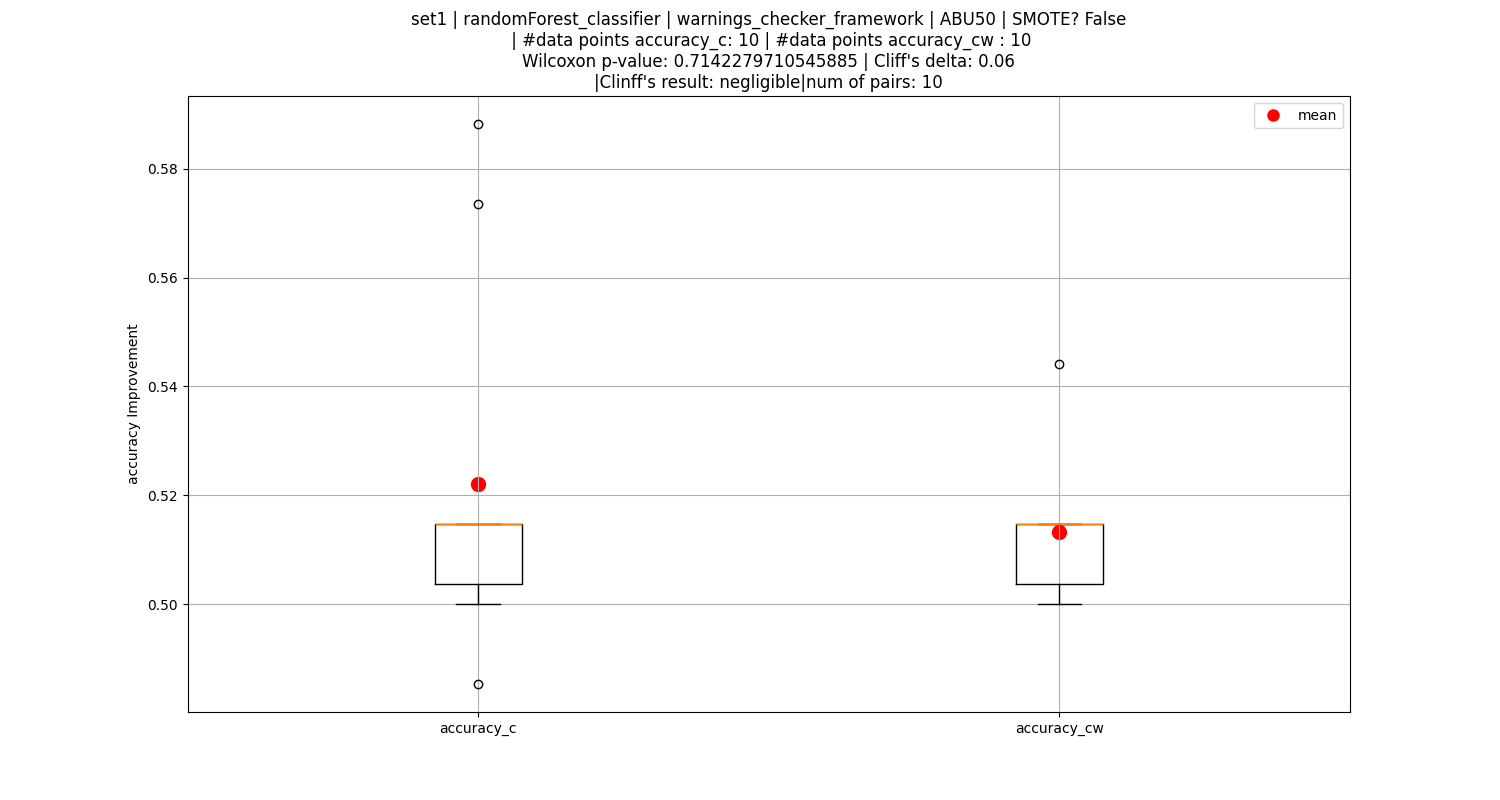 set1 | randomForest_classifier | warnings_checker_framework | ABU50 | SMOTE? False
| #data points accuracy_c: 10 | #data points accuracy_cw : 10
Wilcoxon p-value: 0.7142279710545885 | Cliff's delta: 0.06
|Clinff's result: negligible|num of pairs: 10
mean
0.58
0.56
0.54
0.52
0.50
accuracy Improvement
accuracy_c
accuracy_cw